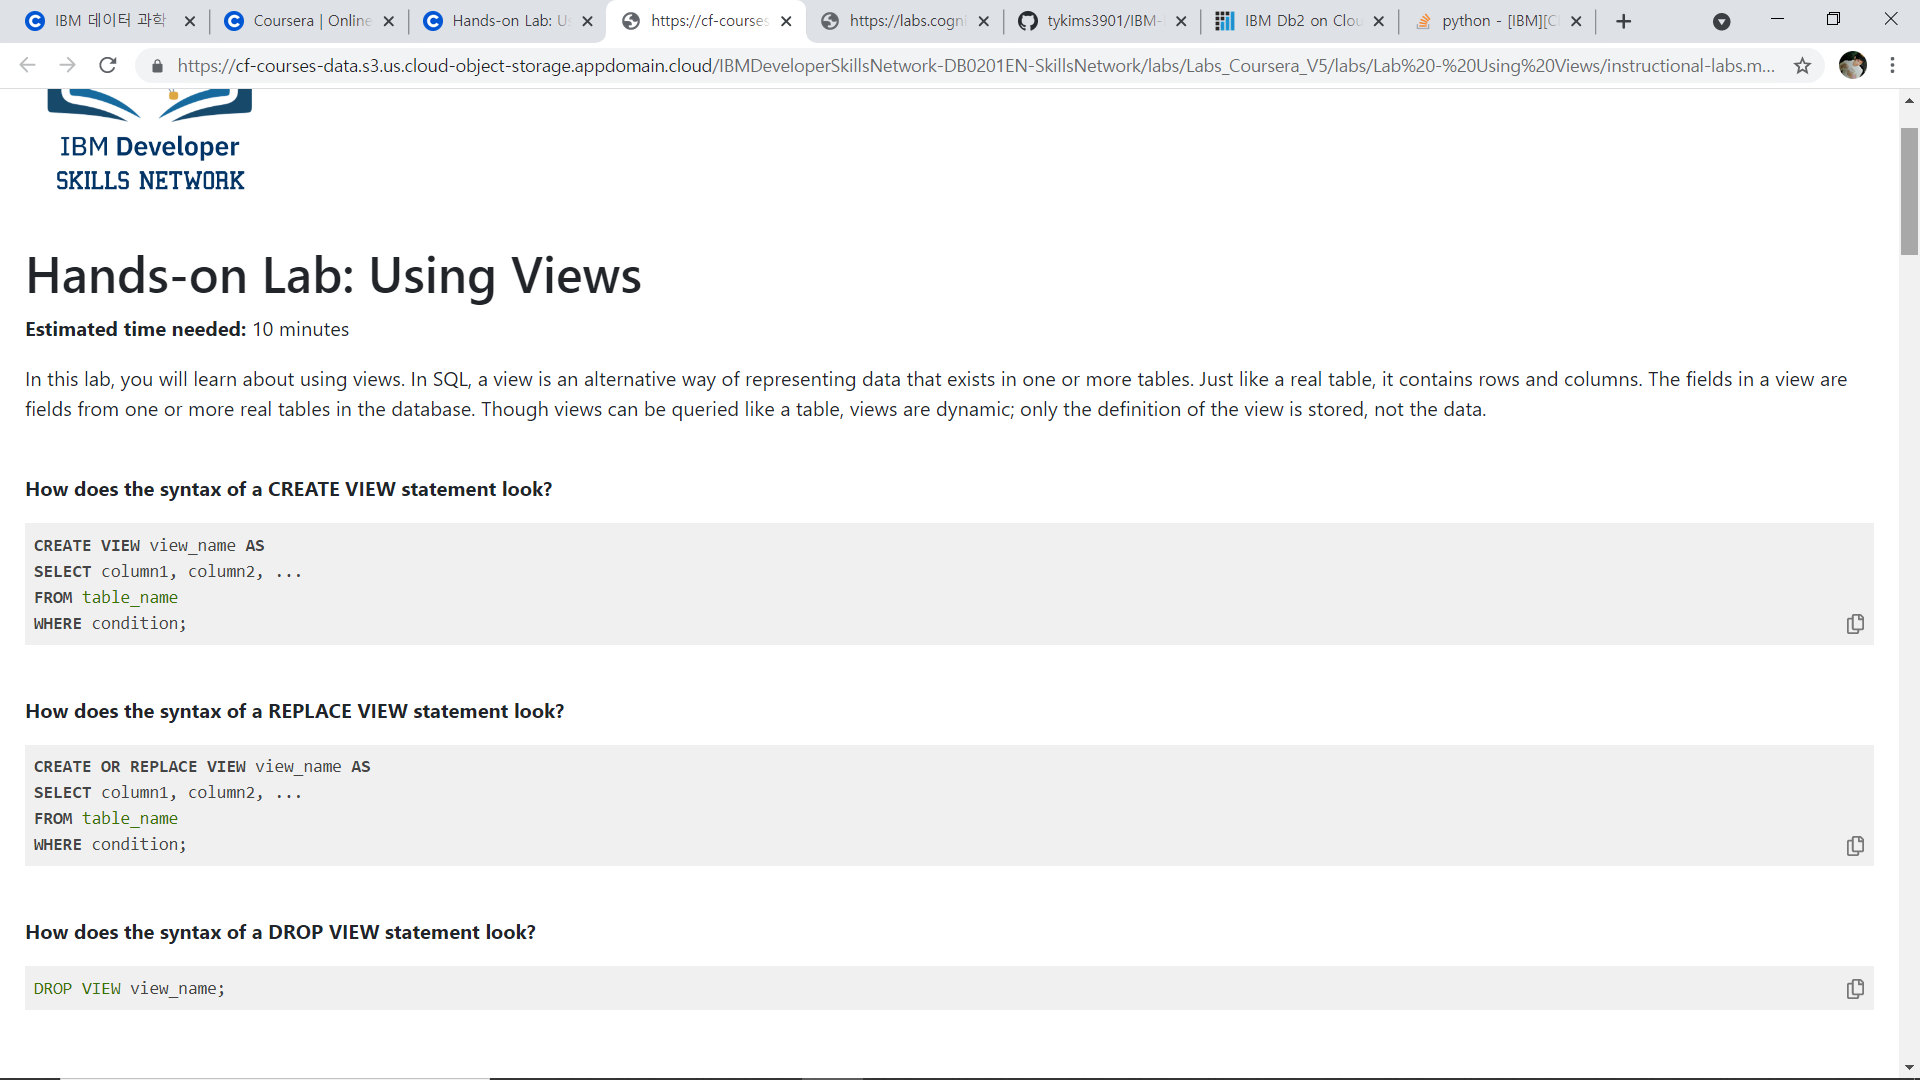 IBM 데이터 과학
Coursera | Online
Hands-on Lab: Us
https://cf-courses-
https://labs.cogni
tykims3901/IBM-
IBM Db2 on Clou
python - [IBM][Cl
https://cf-courses-data.s3.us.cloud-object-storage.appdomain.cloud/IBMDeveloperSkillsNetwork-DB0201EN-SkillsNetwork/labs/Labs_Coursera_V5/labs/Lab%20-%20Using%20Views/instructional-labs.m...
IBM Developer
SKILLS NETWORK
Hands-on Lab: Using Views
Estimated time needed: 10 minutes
In this lab, you will learn about using views. In SQL, a view is an alternative way of representing data that exists in one or more tables. Just like a real table, it contains rows and columns. The fields in a view are
fields from one or more real tables in the database. Though views can be queried like a table, views are dynamic; only the definition of the view is stored, not the data.
How does the syntax of a CREATE VIEW statement look?
CREATE VIEW view_name AS
SELECT column1, column2, ...
FROM table_name
WHERE condition;
How does the syntax of a REPLACE VIEW statement look?
CREATE OR REPLACE VIEW view_name AS
SELECT column1, column2, ...
FROM table_name
WHERE condition;
How does the syntax of a DROP VIEW statement look?
DROP VIEW view_name;